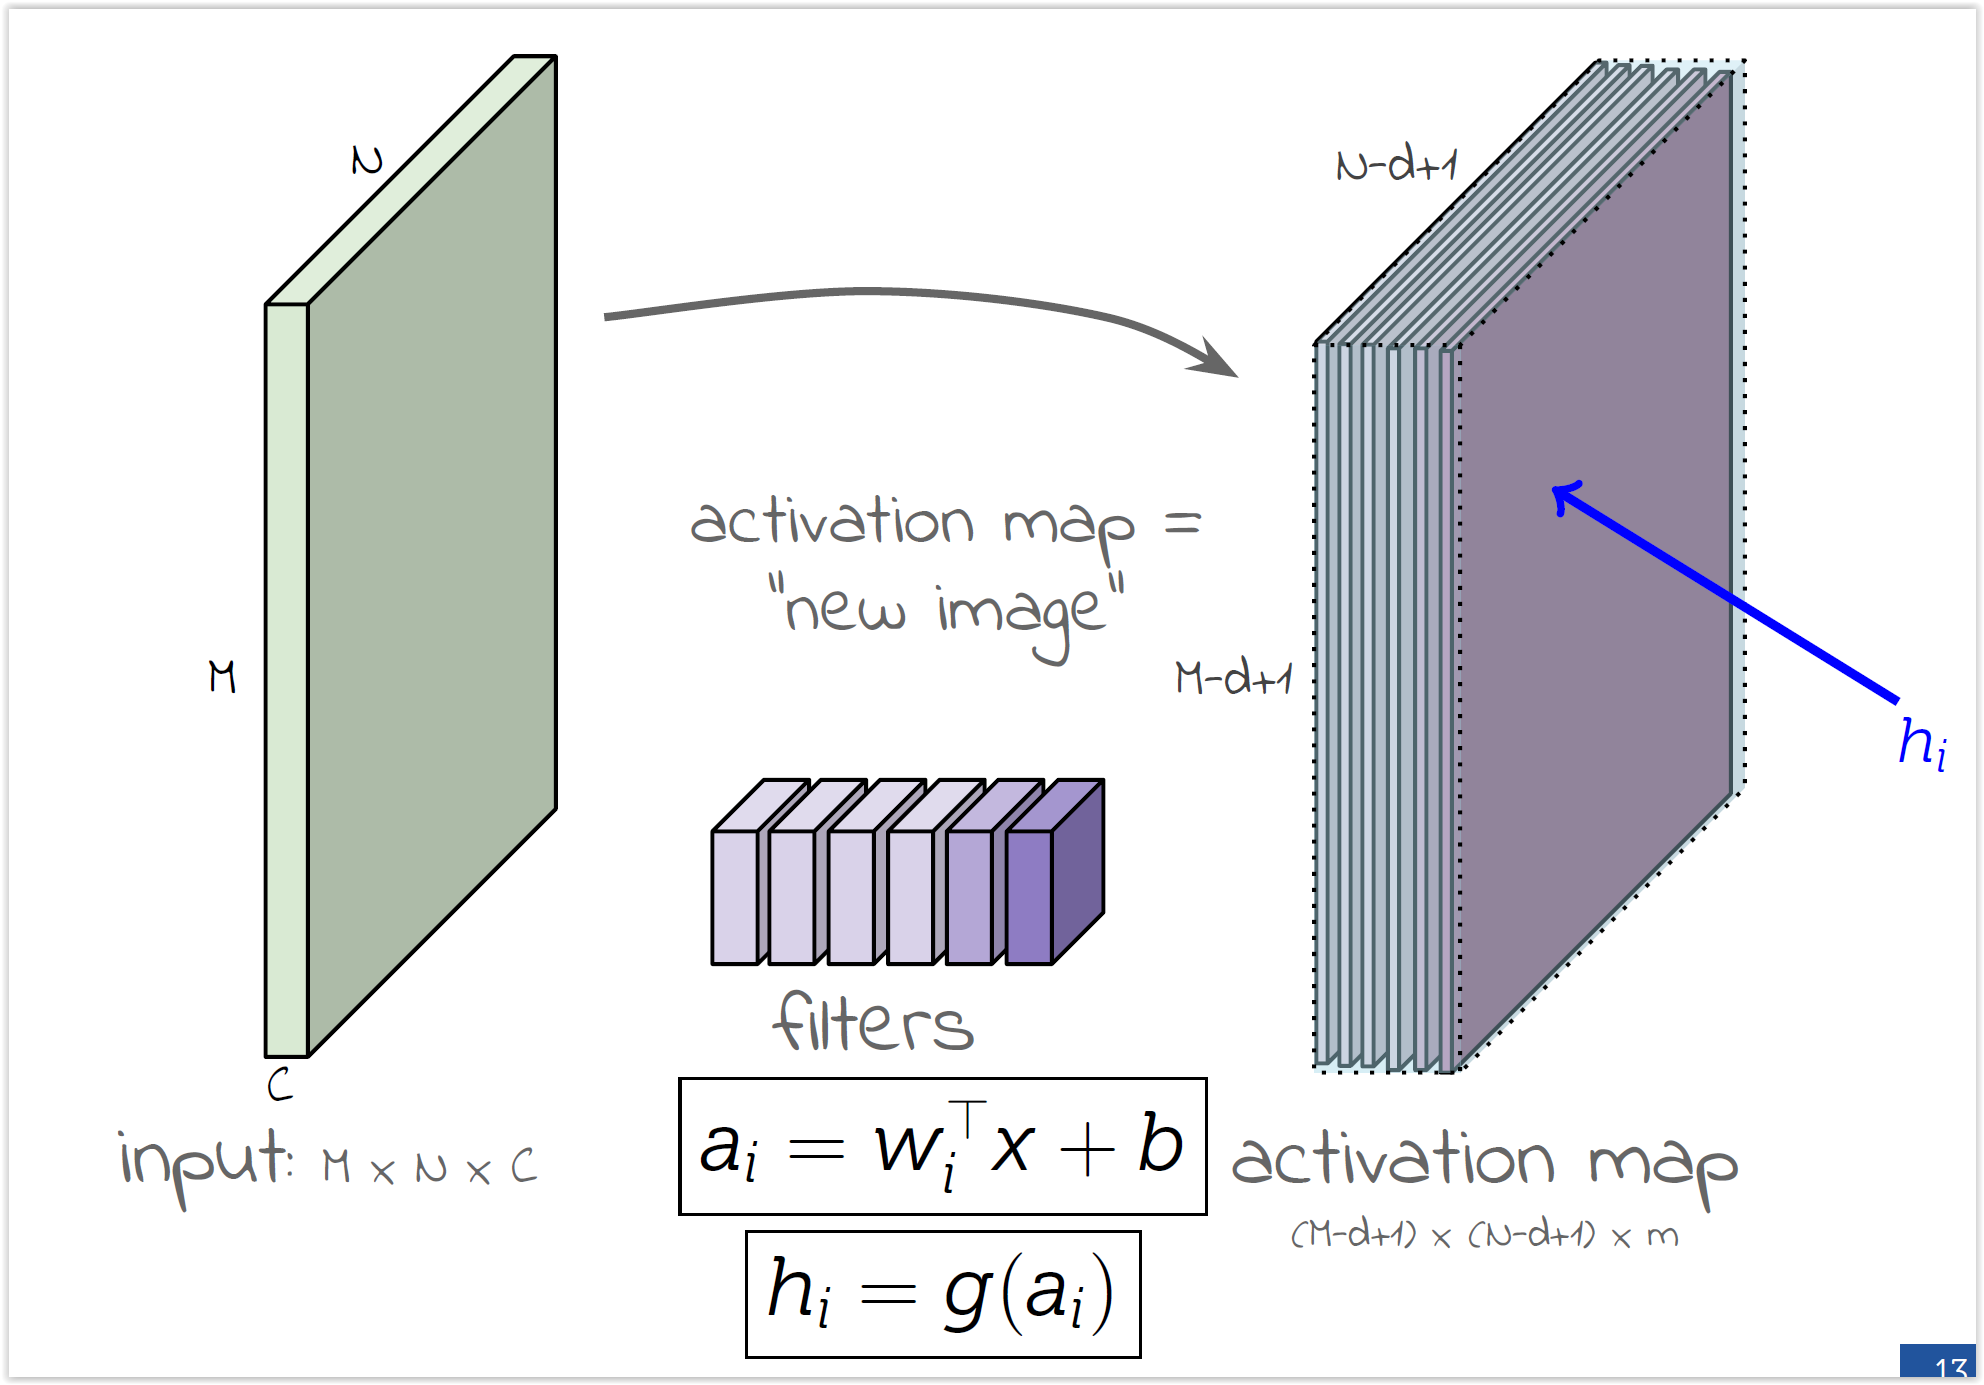 N
N-d+1
activation map =
"new image"
M
M-d+1
h_i
filters
C
input: M x N x C
a_i = w_i^⊤ x + b
h_i = g(a_i)
activation map
(M-d+1) x (N-d+1) x m
13